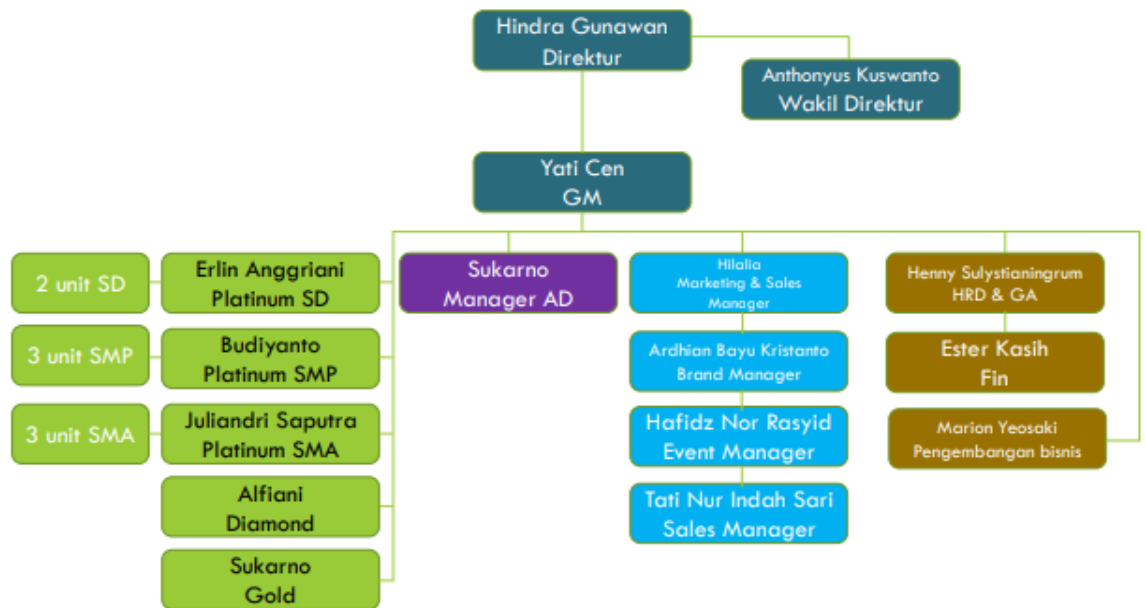 Hindra Gunawan
Direktur
Anthonyus Kuswanto
Wakil Direktur
Yati Cen
GM
2 unit SD
Erlin Anggriani
Platinum SD
Sukarno
Manager AD
Hilalia
Marketing & Sales
Manager
Henny Sulystianingrum
HRD & GA
3 unit SMP
Budiyanto
Platinum SMP
Ardhian Bayu Kristanto
Brand Manager
Ester Kasih
Fin
3 unit SMA
Juliandri Saputra
Platinum SMA
Hafidz Nor Rasyid
Event Manager
Marion Yeosaki
Pengembangan bisnis
Alfiani
Diamond
Tati Nur Indah Sari
Sales Manager
Sukarno
Gold